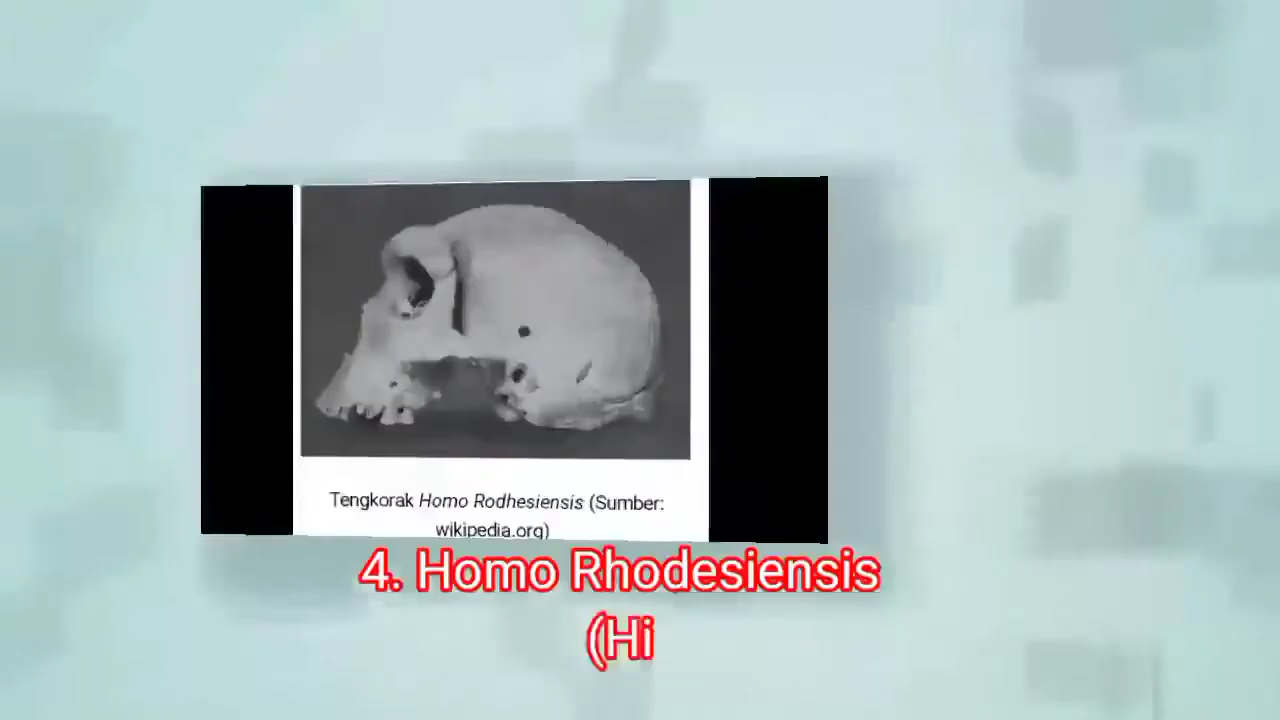 Tengkorak Homo Rodhesiensis (Sumber:
wikipedia.org)
4. Homo Rhodesiensis
(Hi